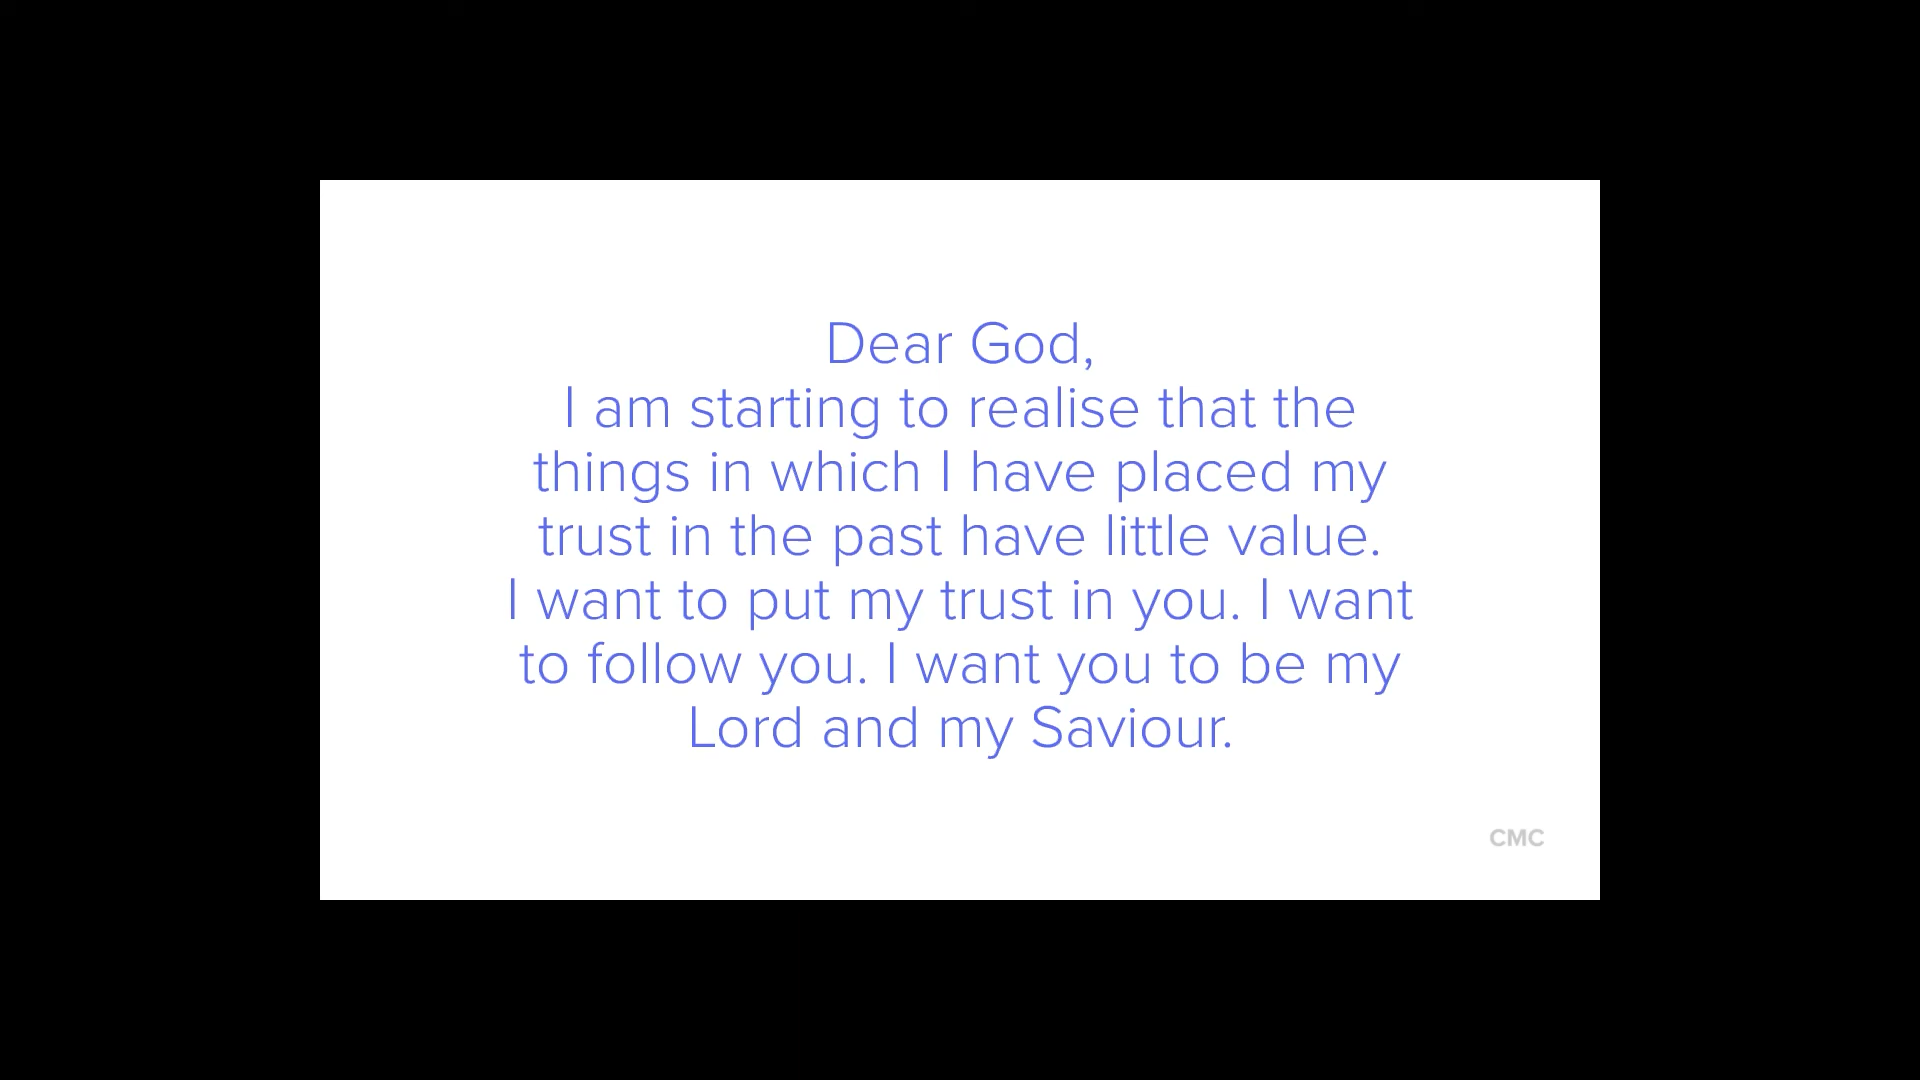 Dear God,
I am starting to realise that the
things in which I have placed my
trust in the past have little value.
I want to put my trust in you. I want
to follow you. I want you to be my
Lord and my Saviour.
CMC